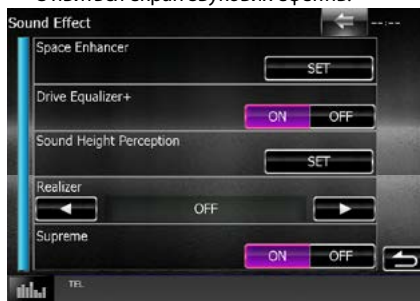 Sound Effect
--:--
Space Enhancer
SET
Drive Equalizer+
ON OFF
Sound Height Perception
SET
Realizer
OFF
Supreme
ON OFF
TEL